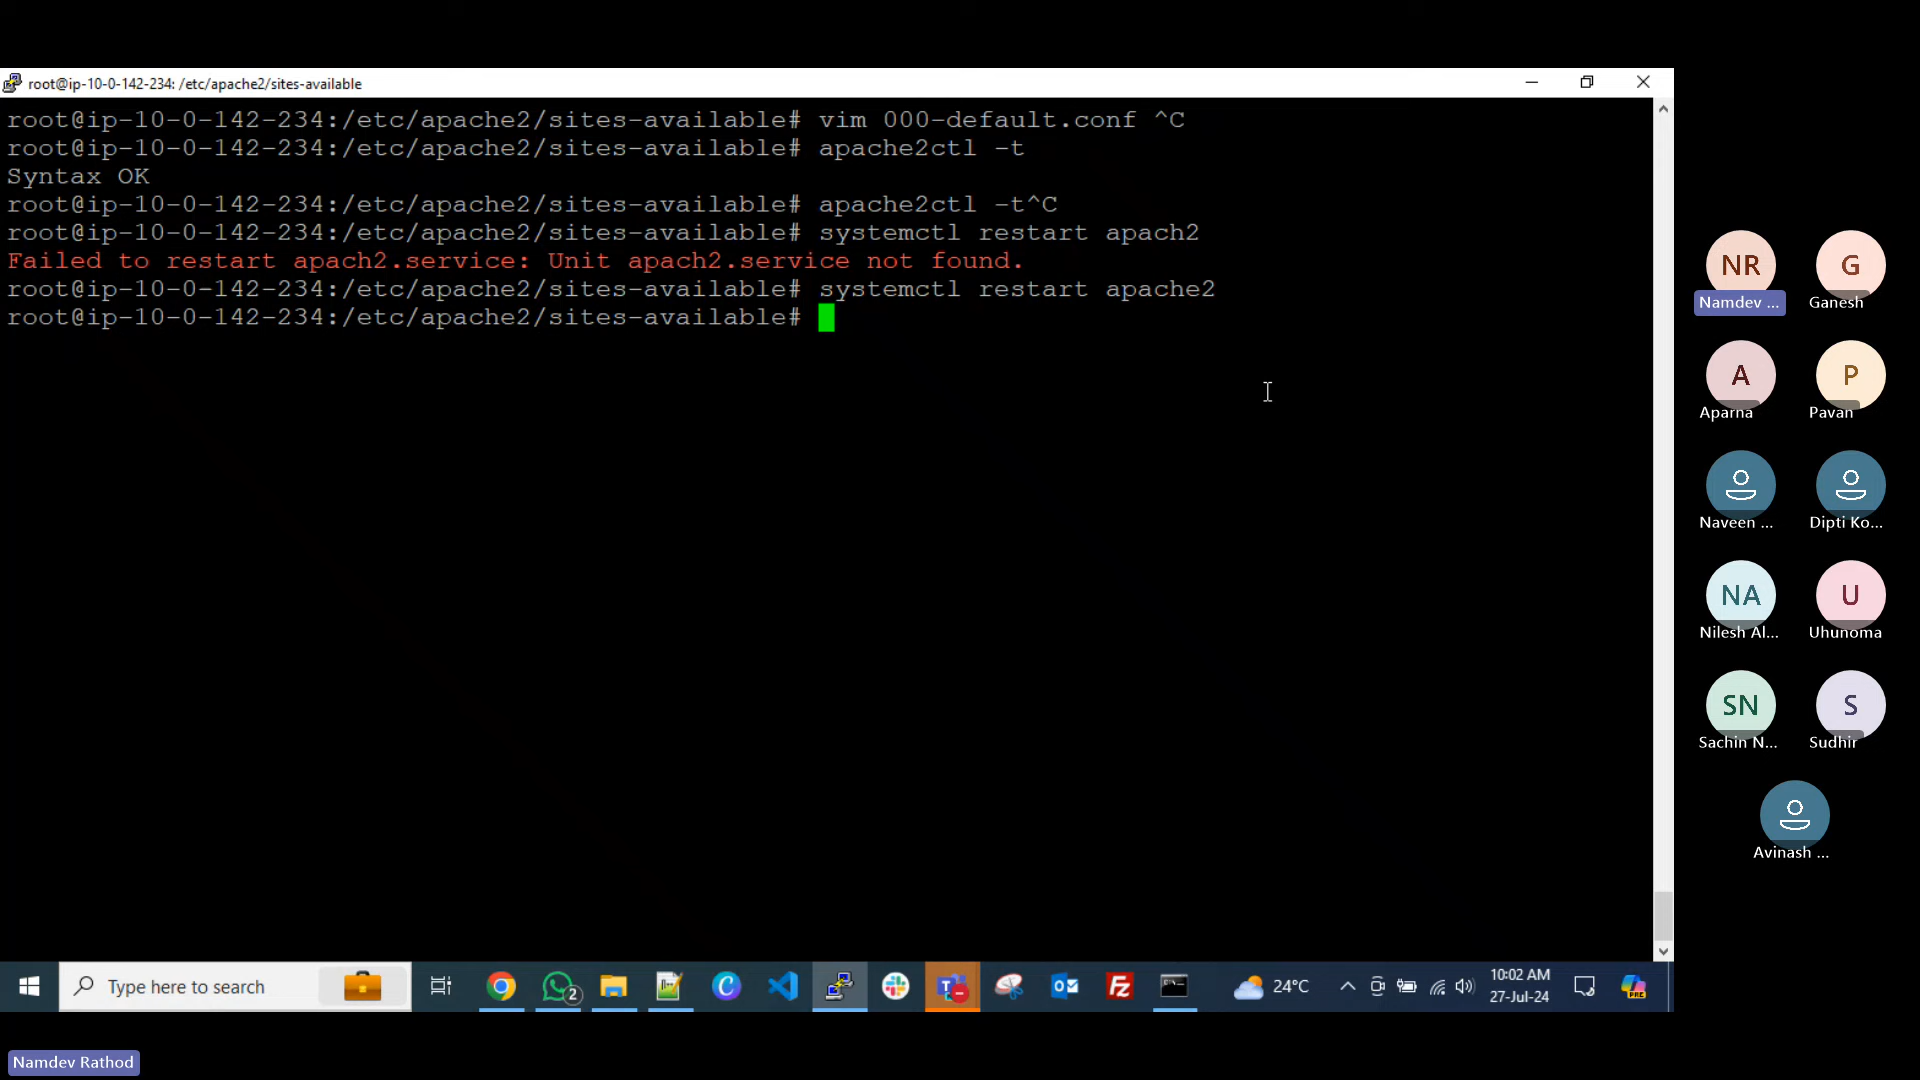 root@ip-10-0-142-234: /etc/apache2/sites-available
root@ip-10-0-142-234:/etc/apache2/sites-available# vim 000-default.conf ^C
root@ip-10-0-142-234:/etc/apache2/sites-available# apache2ctl -t
Syntax OK
root@ip-10-0-142-234:/etc/apache2/sites-available# apache2ctl -t^C
root@ip-10-0-142-234:/etc/apache2/sites-available# systemctl restart apach2
Failed to restart apach2.service: Unit apach2.service not found.
root@ip-10-0-142-234:/etc/apache2/sites-available# systemctl restart apache2
root@ip-10-0-142-234:/etc/apache2/sites-available#
NR G
Namdev ... Ganesh
A P
Aparna Pavan
Naveen ... Dipti Ko...
NA U
Nilesh Al... Uhunoma
SN S
Sachin N... Sudhir
Avinash ...
Type here to search
2
24°C
10:02 AM
27-Jul-24
Namdev Rathod